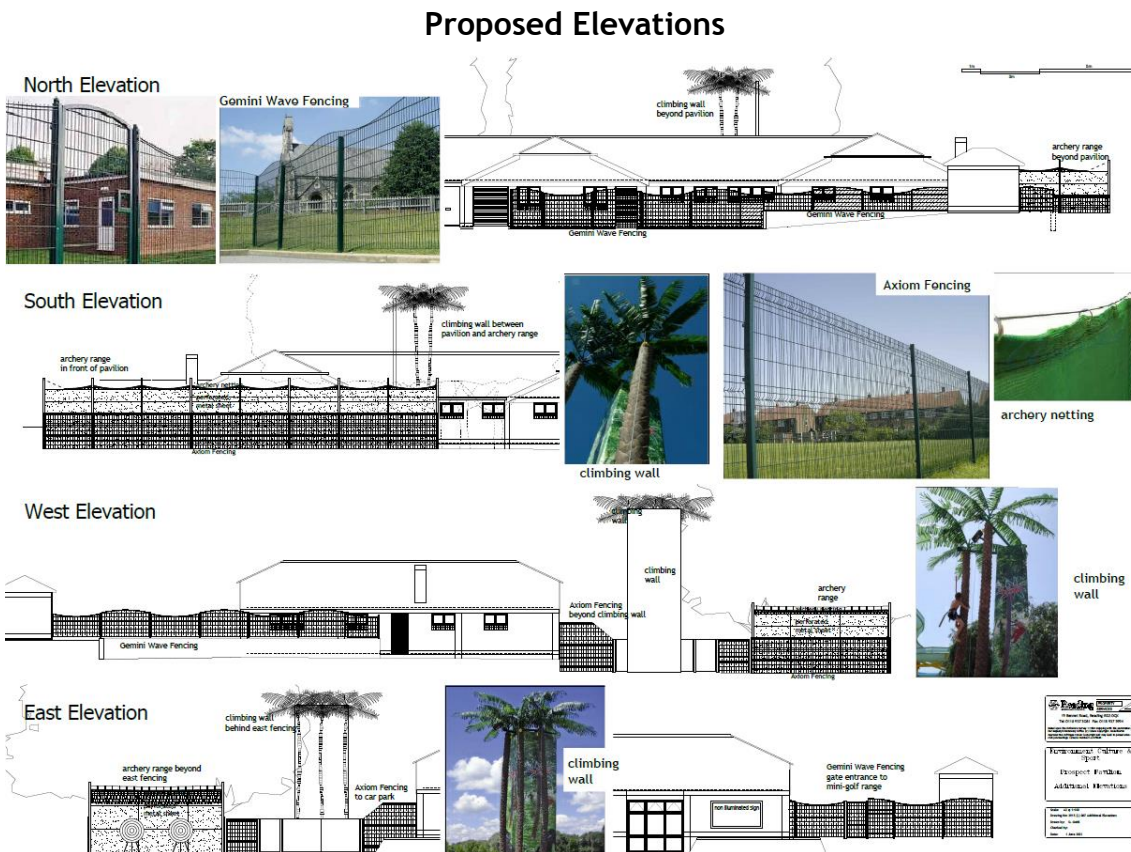 Proposed Elevations
North Elevation
Gemini Wave Fencing
climbing wall
beyond pavilion
archery range
beyond pavilion
Gemini Wave Fencing
Gemini Wave Fencing
South Elevation
climbing wall between
pavilion and archery range
archery range
in front of pavilion
archery netting
perforated
metal sheet
Axiom Fencing
climbing wall
Axiom Fencing
archery netting
West Elevation
climbing
wall
climbing
wall
Axiom Fencing
beyond climbing wall
Gemini Wave Fencing
archery
range
perforated
metal sheet
Axiom Fencing
climbing
wall
East Elevation
climbing wall
behind east fencing
archery range beyond
east fencing
metal sheet
Axiom Fencing
to car park
climbing
wall
non illuminated sign
Gemini Wave Fencing
gate entrance to
mini-golf range
Reading
Environment Culture &
Sport
Prospect Pavilion
Additional Elevations